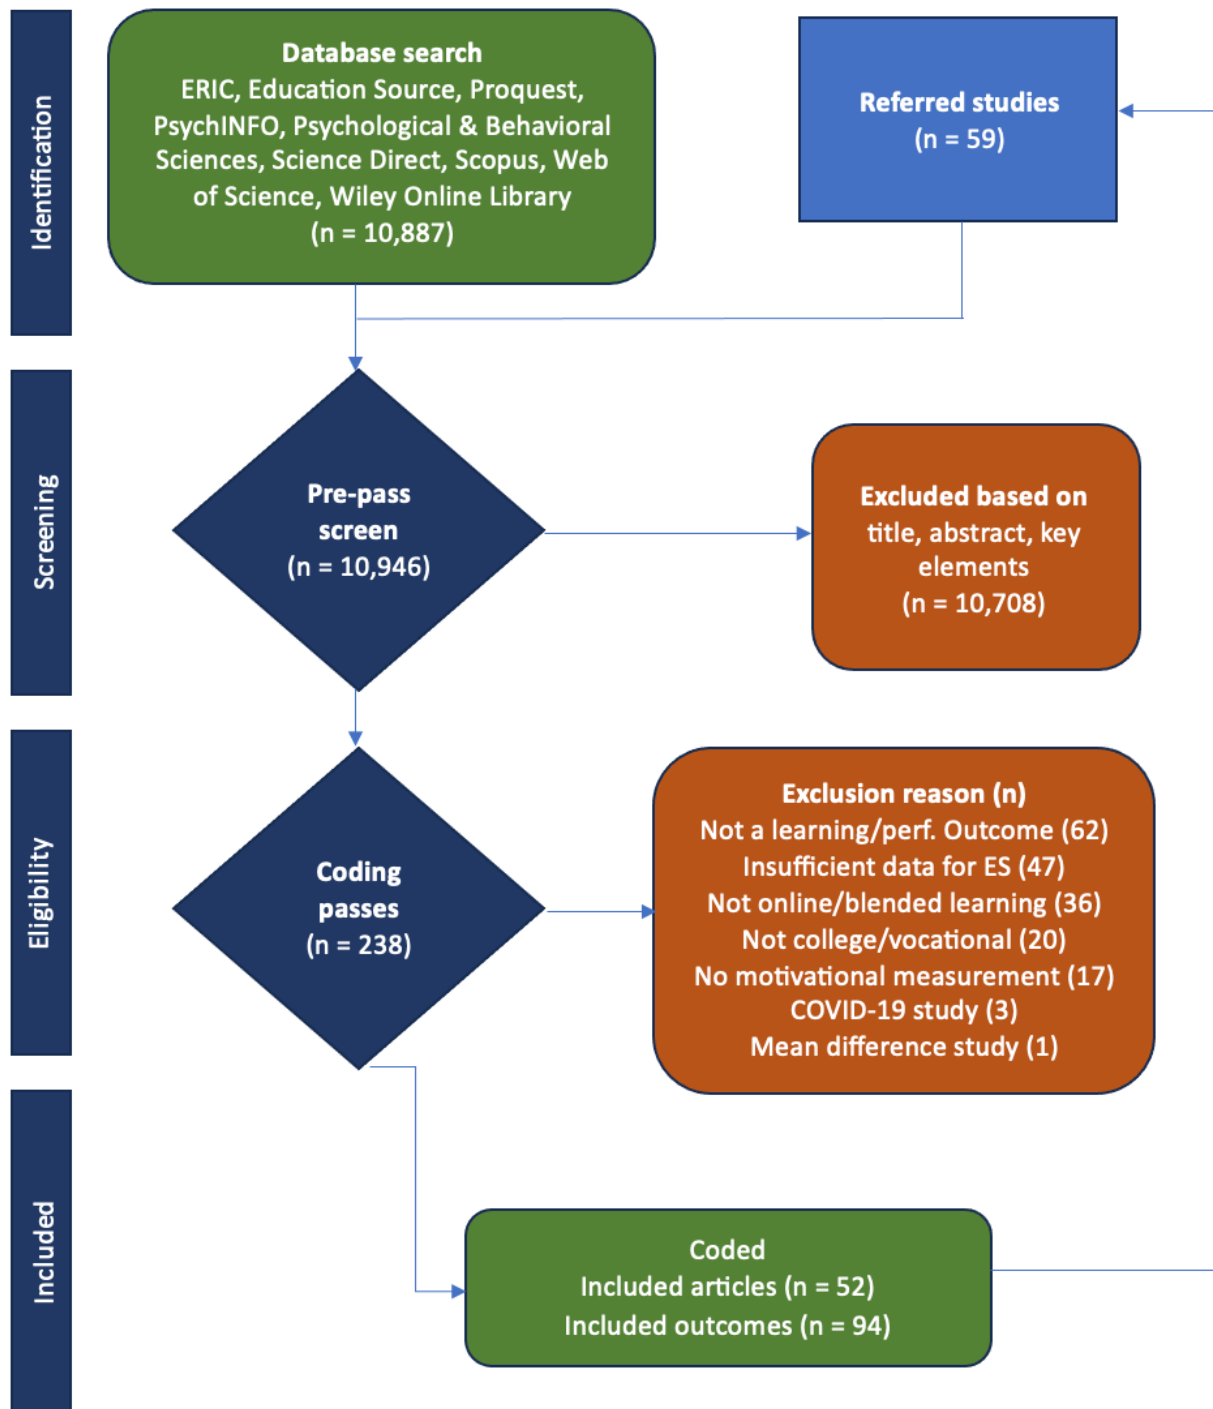 Identification
Database search
ERIC, Education Source, Proquest,
PsychINFO, Psychological & Behavioral
Sciences, Science Direct, Scopus, Web
of Science, Wiley Online Library
(n = 10,887)
Referred studies
(n = 59)
Screening
Pre-pass
screen
(n = 10,946)
Excluded based on
title, abstract, key
elements
(n = 10,708)
Eligibility
Coding
passes
(n = 238)
Exclusion reason (n)
Not a learning/perf. Outcome (62)
Insufficient data for ES (47)
Not online/blended learning (36)
Not college/vocational (20)
No motivational measurement (17)
COVID-19 study (3)
Mean difference study (1)
Included
Coded
Included articles (n = 52)
Included outcomes (n = 94)